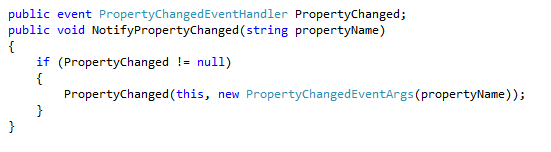 public event PropertyChangedEventHandler PropertyChanged;
public void NotifyPropertyChanged(string propertyName)
{
    if (PropertyChanged != null)
    {
        PropertyChanged(this, new PropertyChangedEventArgs(propertyName));
    }
}